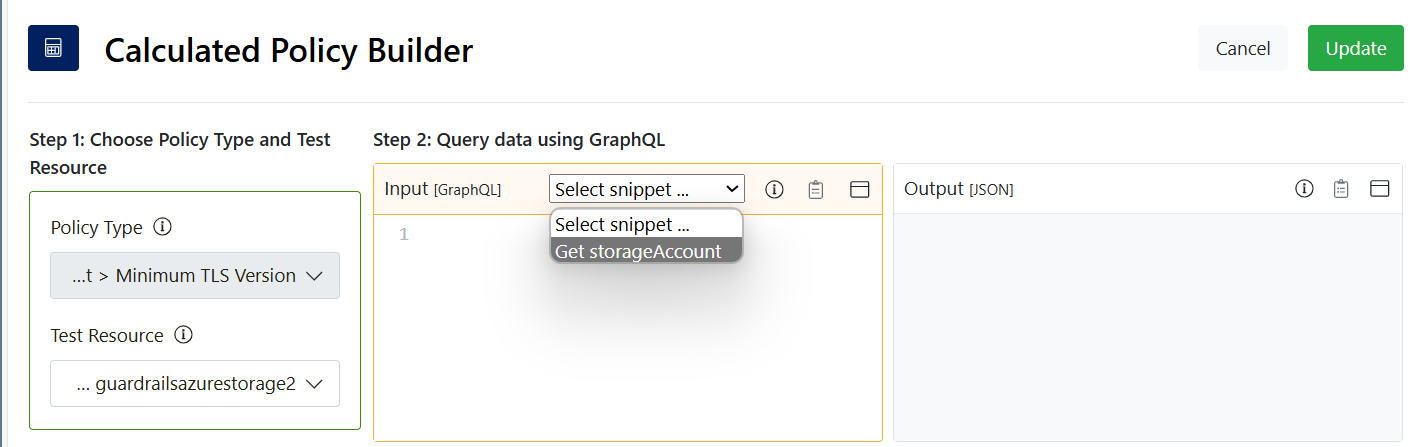 Calculated Policy Builder
Cancel
Update
Step 1: Choose Policy Type and Test
Resource
Policy Type
...t > Minimum TLS Version
Test Resource
... guardrailsazurestorage2
Step 2: Query data using GraphQL
Input [GraphQL]
Select snippet ...
Select snippet ...
Get storageAccount
1
Output [JSON]